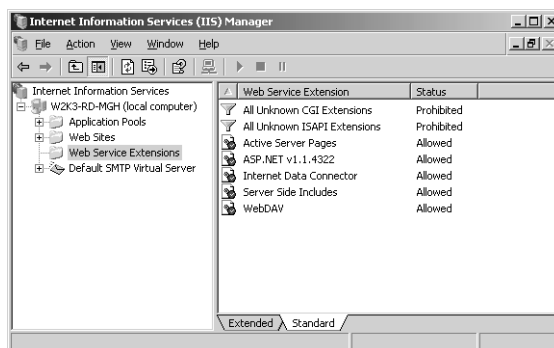 Internet Information Services (IIS) Manager
File Action View Window Help
Internet Information Services
W2K3-RD-MGH (local computer)
Application Pools
Web Sites
Web Service Extensions
Default SMTP Virtual Server
Web Service Extension Status
All Unknown CGI Extensions Prohibited
All Unknown ISAPI Extensions Prohibited
Active Server Pages Allowed
ASP.NET v1.1.4322 Allowed
Internet Data Connector Allowed
Server Side Includes Allowed
WebDAV Allowed
Extended Standard